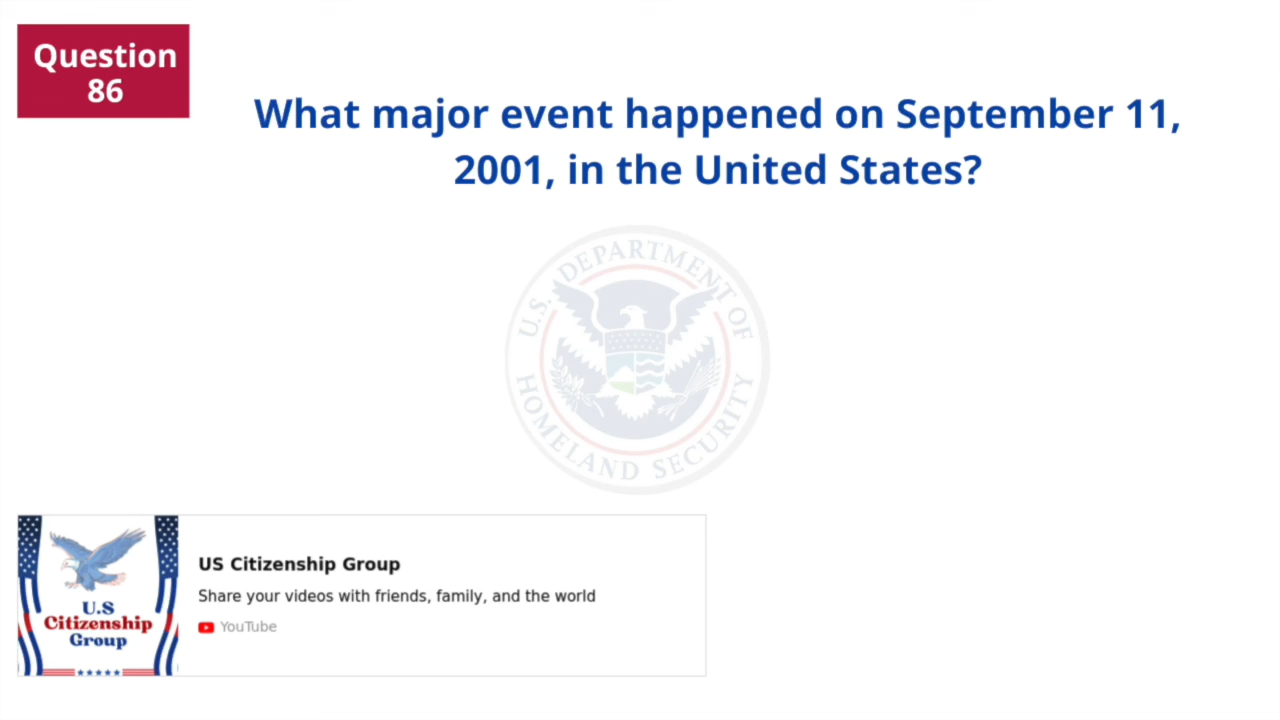 Question
86
What major event happened on September 11,
2001, in the United States?
U.S. DEPARTMENT OF
HOMELAND SECURITY
US Citizenship Group
Share your videos with friends, family, and the world
YouTube
U.S
Citizenship
Group